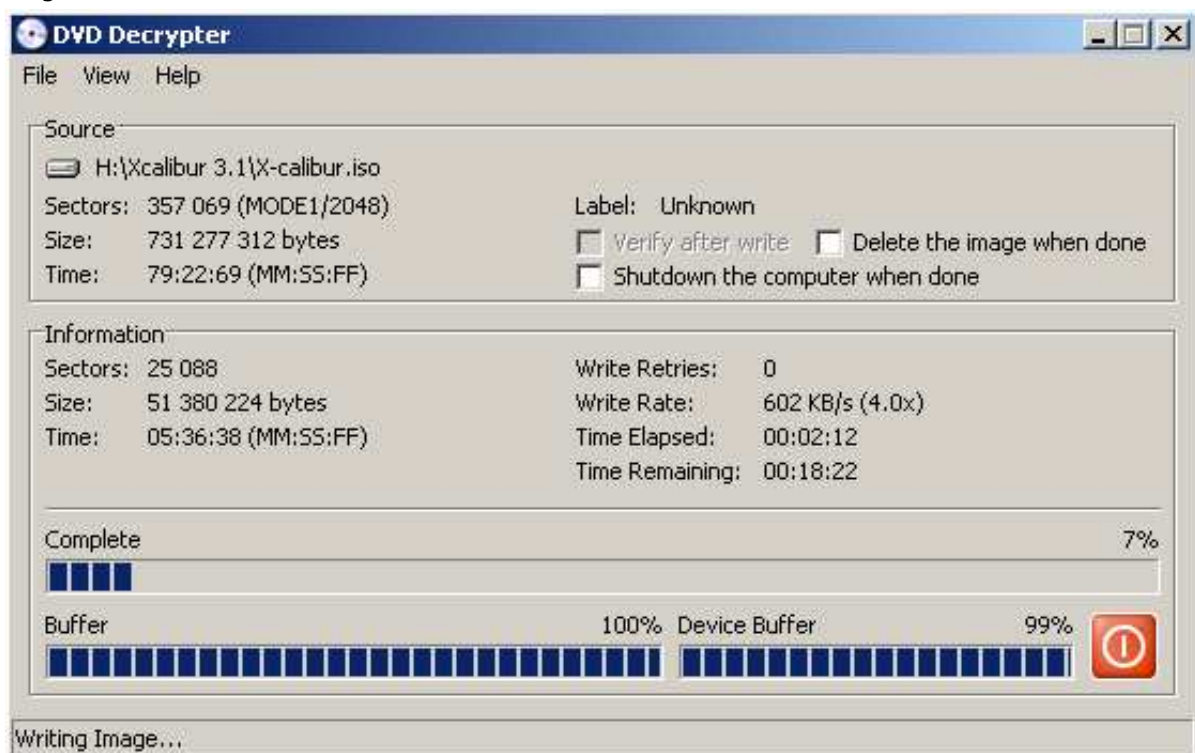 DVD Decrypter
File View Help
Source
H:\Xcalibur 3.1\X-calibur.iso
Sectors: 357 069 (MODE1/2048)
Label: Unknown
Size: 731 277 312 bytes
Verify after write Delete the image when done
Time: 79:22:69 (MM:SS:FF)
Shutdown the computer when done
Information
Sectors: 25 088
Write Retries: 0
Size: 51 380 224 bytes
Write Rate: 602 KB/s (4.0x)
Time: 05:36:38 (MM:SS:FF)
Time Elapsed: 00:02:12
Time Remaining: 00:18:22
Complete 7%
Buffer 100% Device Buffer 99%
Writing Image...